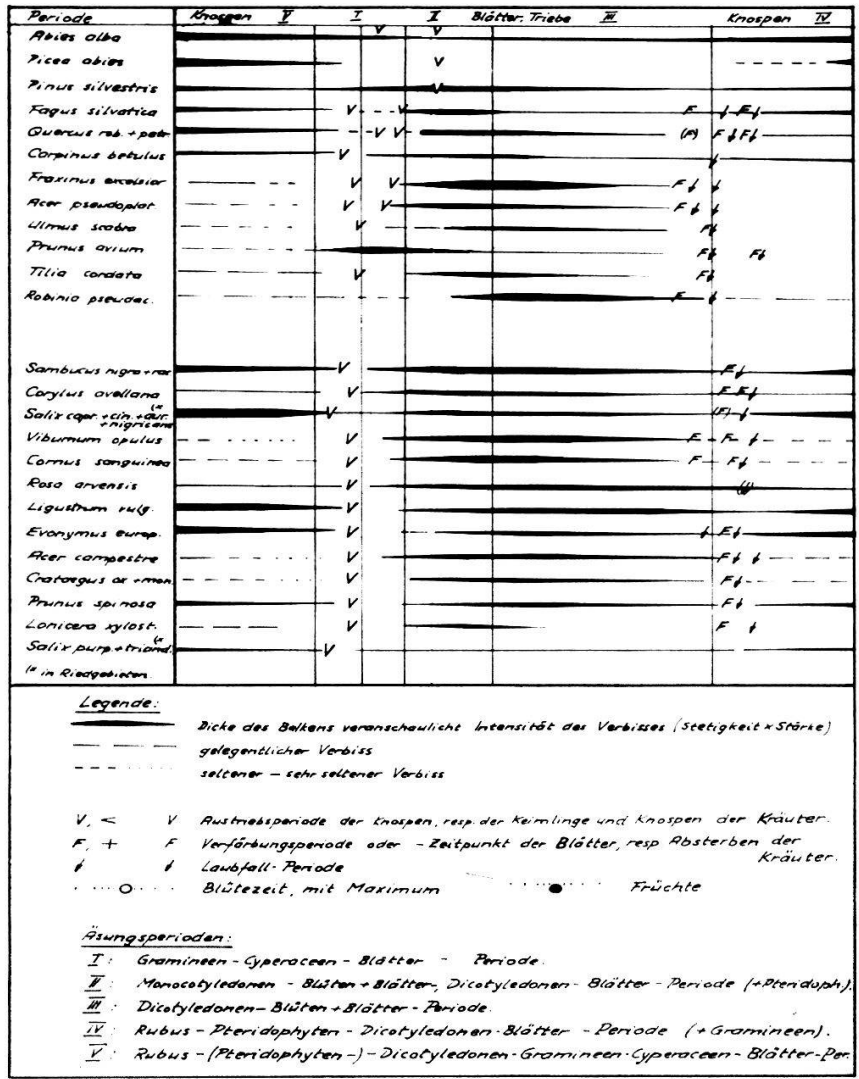 Periode Knospen V I II Blätter, Triebe III Knospen IV
Abies alba V V
Picea abies V
Pinus silvestris V
Fagus silvatica V V F F
Quercus rob. + petr. V V (F) F F
Carpinus betulus V
Fraxinus excelsior V V F
Acer pseudoplat. V V F
Ulmus scabra V F
Prunus avium F F
Tilia cordata V F
Robinia pseudac. F
Sambucus nigra + rac. V F
Corylus avellana V F F
Salix capr. + cin. + aur. (* V (F)
+ nigricans
Viburnum opulus V F F
Cornus sanguinea V F F
Rosa arvensis V
Ligustrum vulg. V
Evonymus europ. V F
Acer campestre V F
Crataegus ox. + mon. V F
Prunus spinosa V F
Lonicera xylost. V F
Salix purp. + triand. (* V
(* in Riedgebieten.
Legende:
Dicke des Balkens veranschaulicht Intensität des Verbisses (Stetigkeit x Stärke)
gelegentlicher Verbiss
seltener – sehr seltener Verbiss
V, < V Austriebsperiode der Knospen, resp. der Keimlinge und Knospen der Kräuter.
F, + F Verfärbungsperiode oder - Zeitpunkt der Blätter, resp. Absterben der
Kräuter.
Laubfall - Periode
Blütezeit, mit Maximum Früchte
Äsungsperioden:
I : Gramineen - Cyperaceen - Blätter - Periode.
II : Monocotyledonen - Blüten + Blätter-, Dicotyledonen - Blätter - Periode (+Pteridoph.).
III : Dicotyledonen - Blüten + Blätter - Periode.
IV : Rubus - Pteridophyten - Dicotyledonen - Blätter - Periode (+ Gramineen).
V : Rubus - (Pteridophyten -) - Dicotyledonen - Gramineen - Cyperaceen - Blätter - Per.